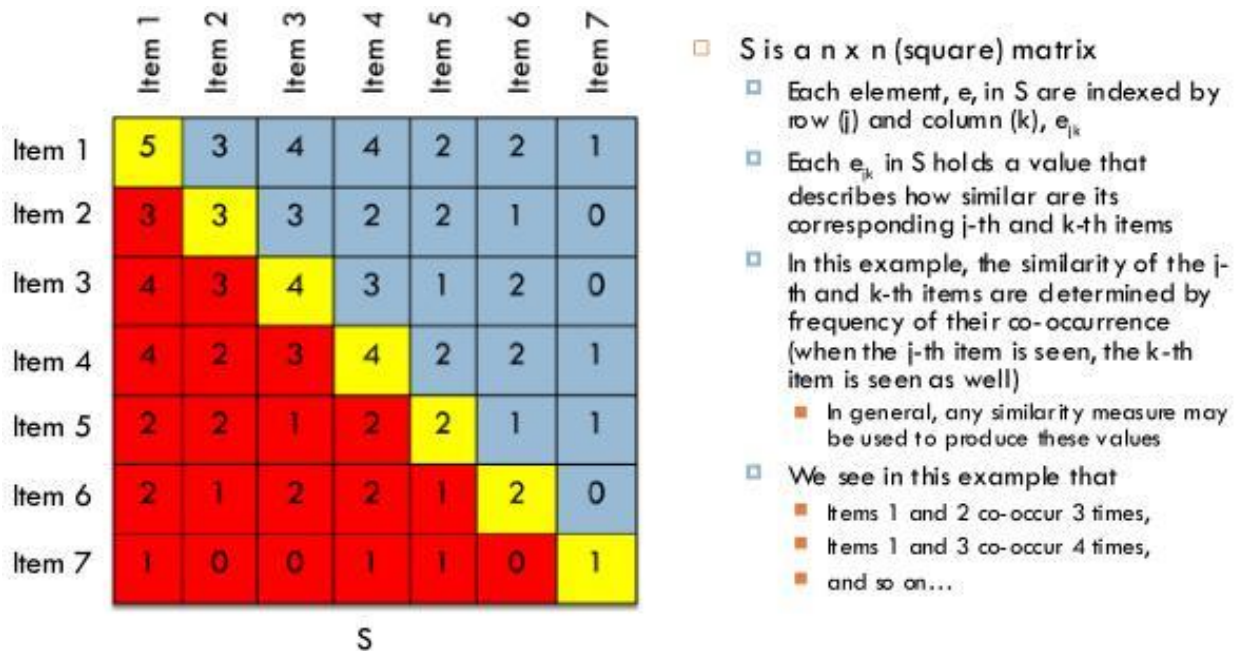 Item 1 Item 2 Item 3 Item 4 Item 5 Item 6 Item 7
Item 1 5 3 4 4 2 2 1
Item 2 3 3 3 2 2 1 0
Item 3 4 3 4 3 1 2 0
Item 4 4 2 3 4 2 2 1
Item 5 2 2 1 2 2 1 1
Item 6 2 1 2 2 1 2 0
Item 7 1 0 0 1 1 0 1
S
S is a n x n (square) matrix
Each element, e, in S are indexed by
row (j) and column (k), ejk
Each ejk in S holds a value that
describes how similar are its
corresponding j-th and k-th items
In this example, the similarity of the j-
th and k-th items are determined by
frequency of their co-occurrence
(when the j-th item is seen, the k-th
item is seen as well)
In general, any similarity measure may
be used to produce these values
We see in this example that
Items 1 and 2 co-occur 3 times,
Items 1 and 3 co-occur 4 times,
and so on...